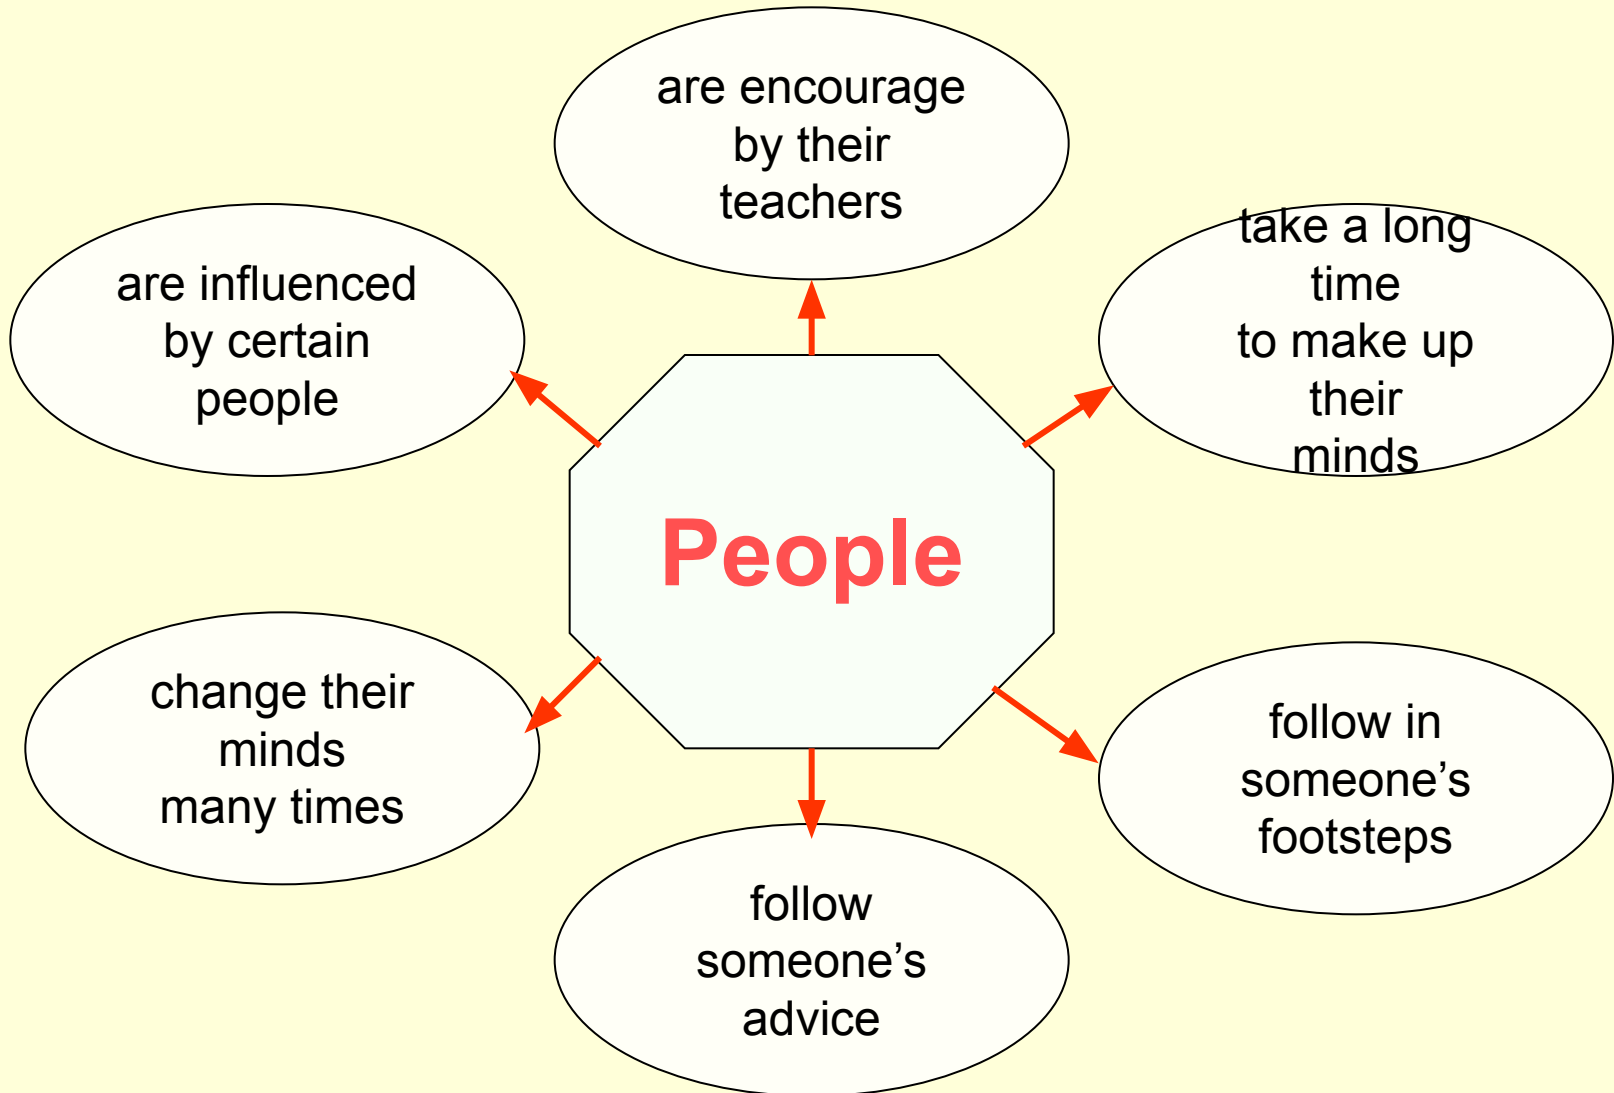 are encourage
by their
teachers
are influenced
by certain
people
take a long
time
to make up
their
minds
People
change their
minds
many times
follow in
someone’s
footsteps
follow
someone’s
advice